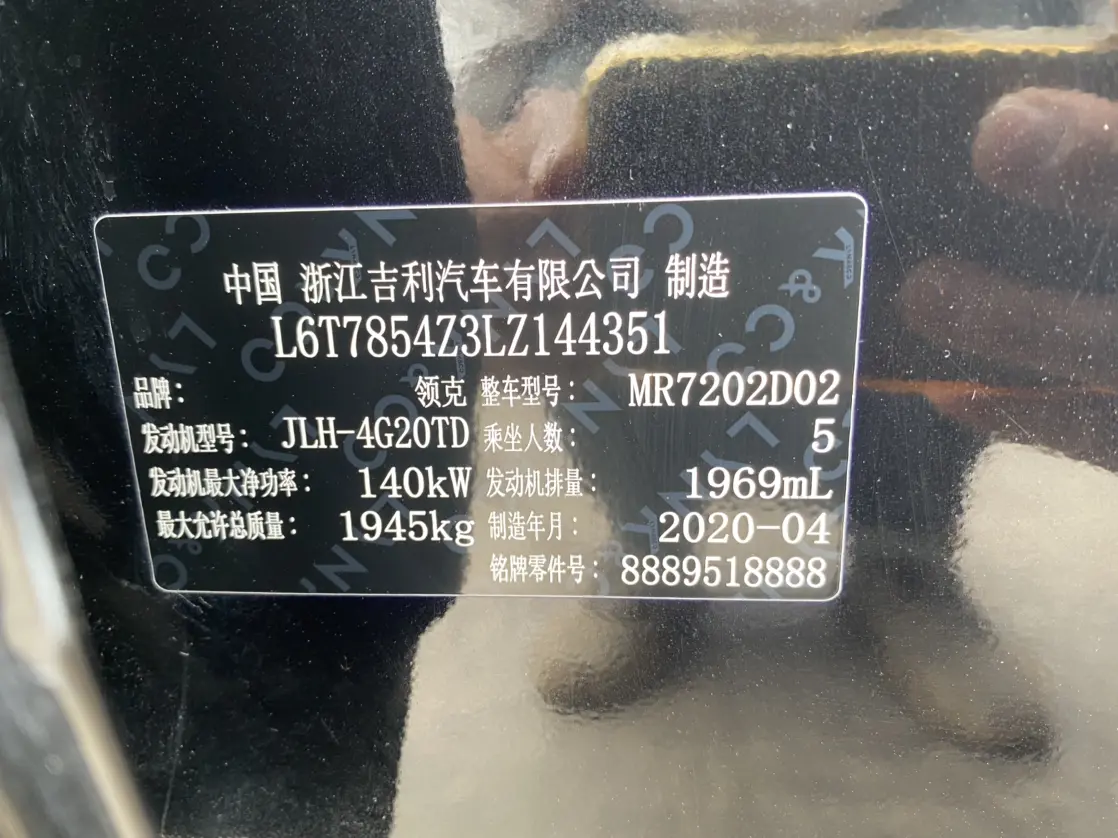 中国 浙江吉利汽车有限公司 制造
L6T7854Z3LZ144351
品牌： 领克 整车型号： MR7202D02
发动机型号： JLH-4G20TD 乘坐人数： 5
发动机最大净功率： 140kW 发动机排量： 1969mL
最大允许总质量： 1945kg 制造年月： 2020-04
铭牌零件号： 8889518888